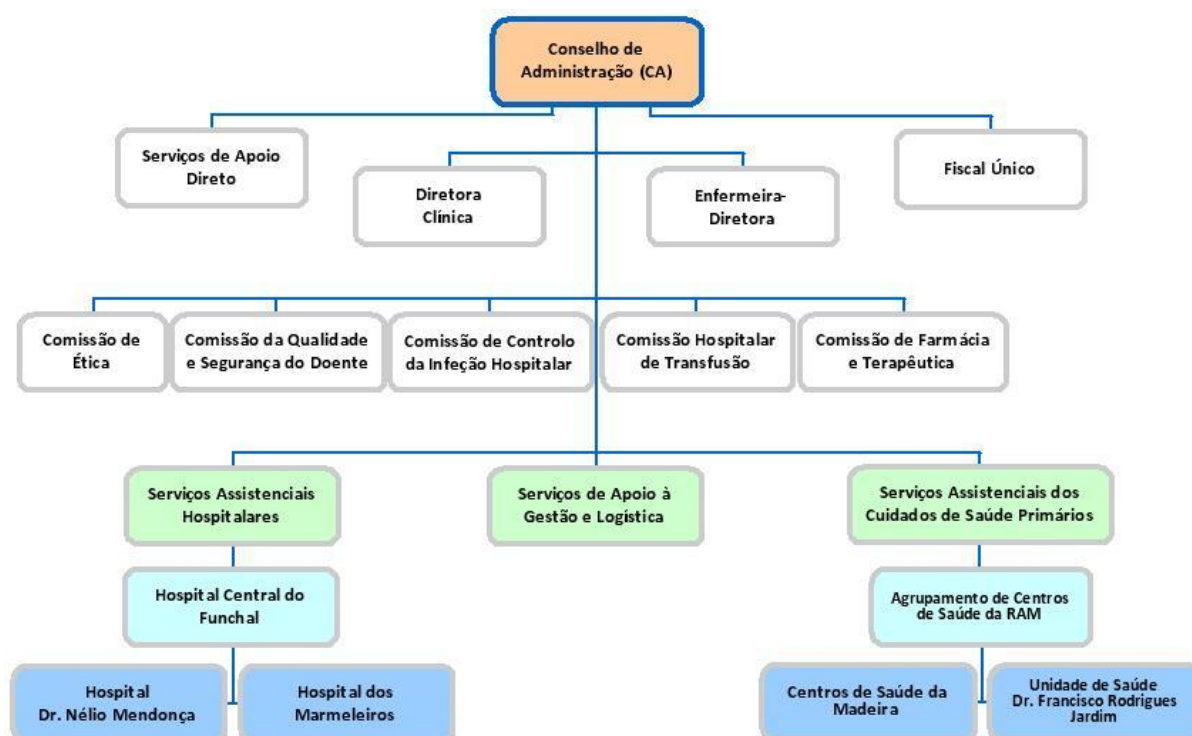 Conselho de
Administração (CA)
Serviços de Apoio
Direto
Diretora
Clínica
Enfermeira-
Diretora
Fiscal Único
Comissão de
Ética
Comissão da Qualidade
e Segurança do Doente
Comissão de Controlo
da Infeção Hospitalar
Comissão Hospitalar
de Transfusão
Comissão de Farmácia
e Terapêutica
Serviços Assistenciais
Hospitalares
Serviços de Apoio à
Gestão e Logística
Serviços Assistenciais dos
Cuidados de Saúde Primários
Hospital Central do
Funchal
Agrupamento de Centros
de Saúde da RAM
Hospital
Dr. Nélio Mendonça
Hospital dos
Marmeleiros
Centros de Saúde da
Madeira
Unidade de Saúde
Dr. Francisco Rodrigues
Jardim